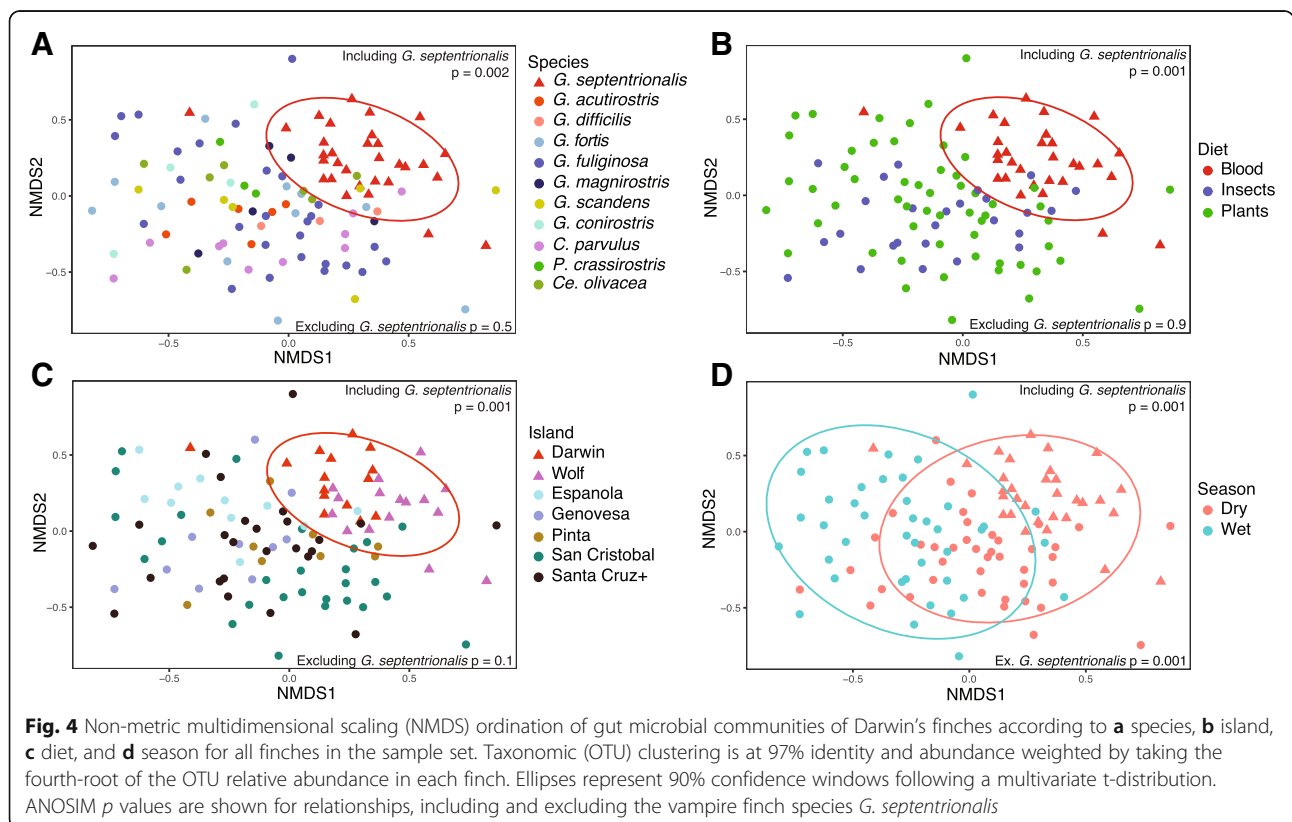 A
Including G. septentrionalis
p = 0.002
0.5
0.0
−0.5
NMDS2
Excluding G. septentrionalis p = 0.5
−0.5
0.0
0.5
NMDS1
Species
G. septentrionalis
G. acutirostris
G. difficilis
G. fortis
G. fuliginosa
G. magnirostris
G. scandens
G. conirostris
C. parvulus
P. crassirostris
Ce. olivacea
B
Including G. septentrionalis
p = 0.001
0.5
0.0
−0.5
NMDS2
Excluding G. septentrionalis p = 0.9
−0.5
0.0
0.5
NMDS1
Diet
Blood
Insects
Plants
C
Including G. septentrionalis
p = 0.001
0.5
0.0
−0.5
NMDS2
Excluding G. septentrionalis p = 0.1
−0.5
0.0
0.5
NMDS1
Island
Darwin
Wolf
Espanola
Genovesa
Pinta
San Cristobal
Santa Cruz+
D
Including G. septentrionalis
p = 0.001
0.5
0.0
−0.5
NMDS2
Ex. G. septentrionalis p = 0.001
−0.5
0.0
0.5
NMDS1
Season
Dry
Wet
Fig. 4 Non-metric multidimensional scaling (NMDS) ordination of gut microbial communities of Darwin's finches according to a species, b island,
c diet, and d season for all finches in the sample set. Taxonomic (OTU) clustering is at 97% identity and abundance weighted by taking the
fourth-root of the OTU relative abundance in each finch. Ellipses represent 90% confidence windows following a multivariate t-distribution.
ANOSIM p values are shown for relationships, including and excluding the vampire finch species G. septentrionalis